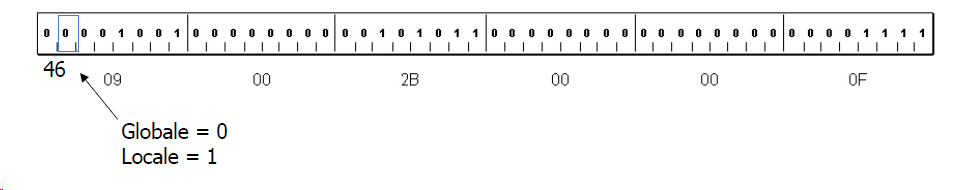 0 0 0 0 1 0 0 1 0 0 0 0 0 0 0 0 0 0 1 0 1 0 1 1 0 0 0 0 0 0 0 0 0 0 0 0 0 0 0 0 0 0 0 0 1 1 1 1
46
09 00 2B 00 00 0F
Globale = 0
Locale = 1